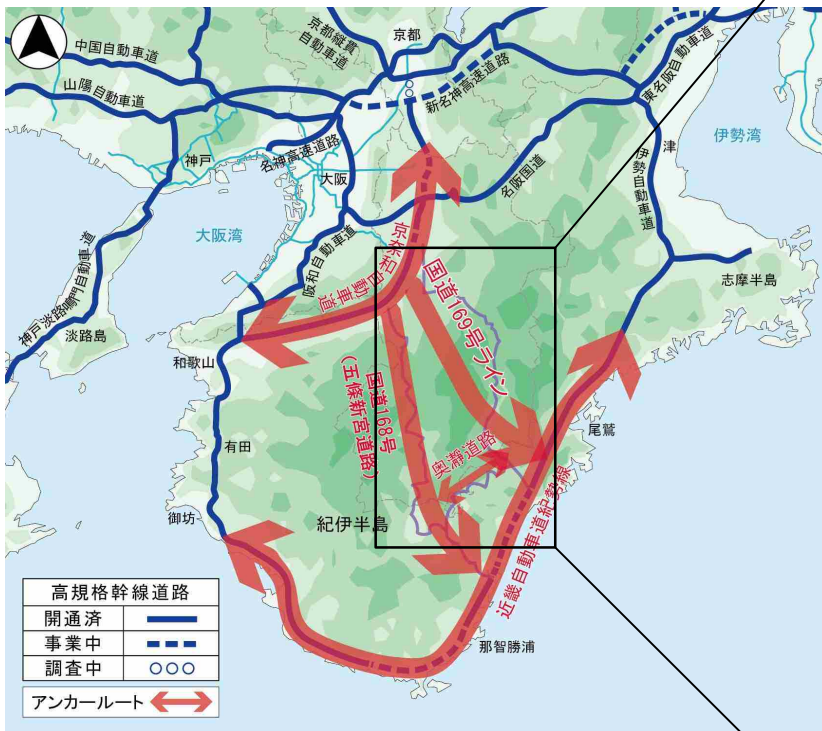 京都縦貫
自動車道
京都
中国自動車道
山陽自動車道
新名神高速道路
東名阪自動車道
神戸
名神高速道路
大阪
名阪国道
津
伊勢湾
伊勢自動車道
大阪湾
阪和自動車道
京奈和自動車道
国道169号ライン
志摩半島
神戸淡路鳴門自動車道
淡路島
和歌山
国道168号
(五條新宮道路)
尾鷲
奥瀞道路
有田
御坊
紀伊半島
近畿自動車道紀勢線
那智勝浦
高規格幹線道路
開通済
事業中
調査中
アンカールート